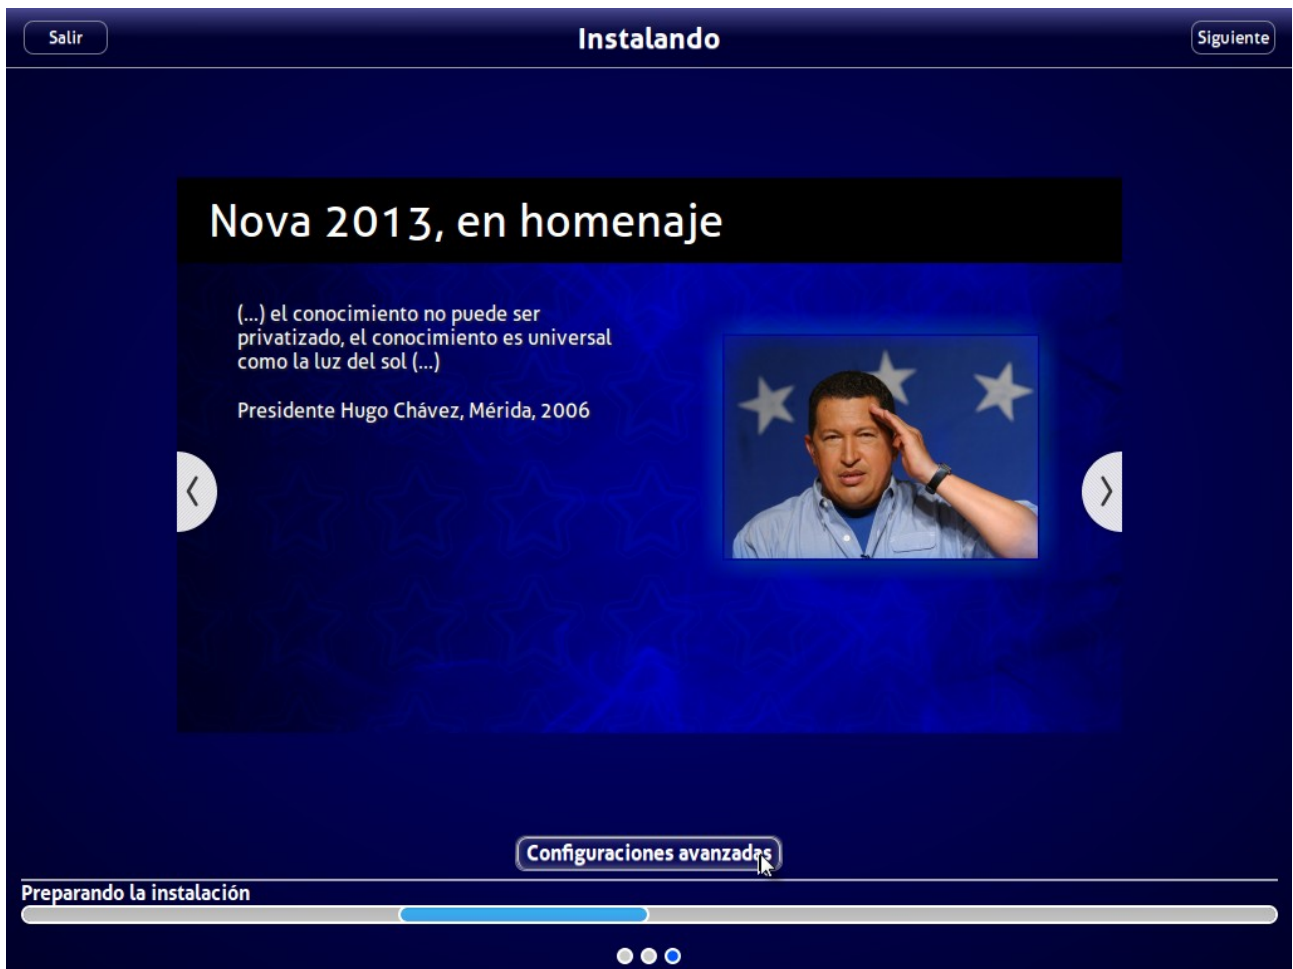 Salir
Instalando
Siguiente
Nova 2013, en homenaje
(...) el conocimiento no puede ser
privatizado, el conocimiento es universal
como la luz del sol (...)
Presidente Hugo Chávez, Mérida, 2006
Configuraciones avanzadas
Preparando la instalación